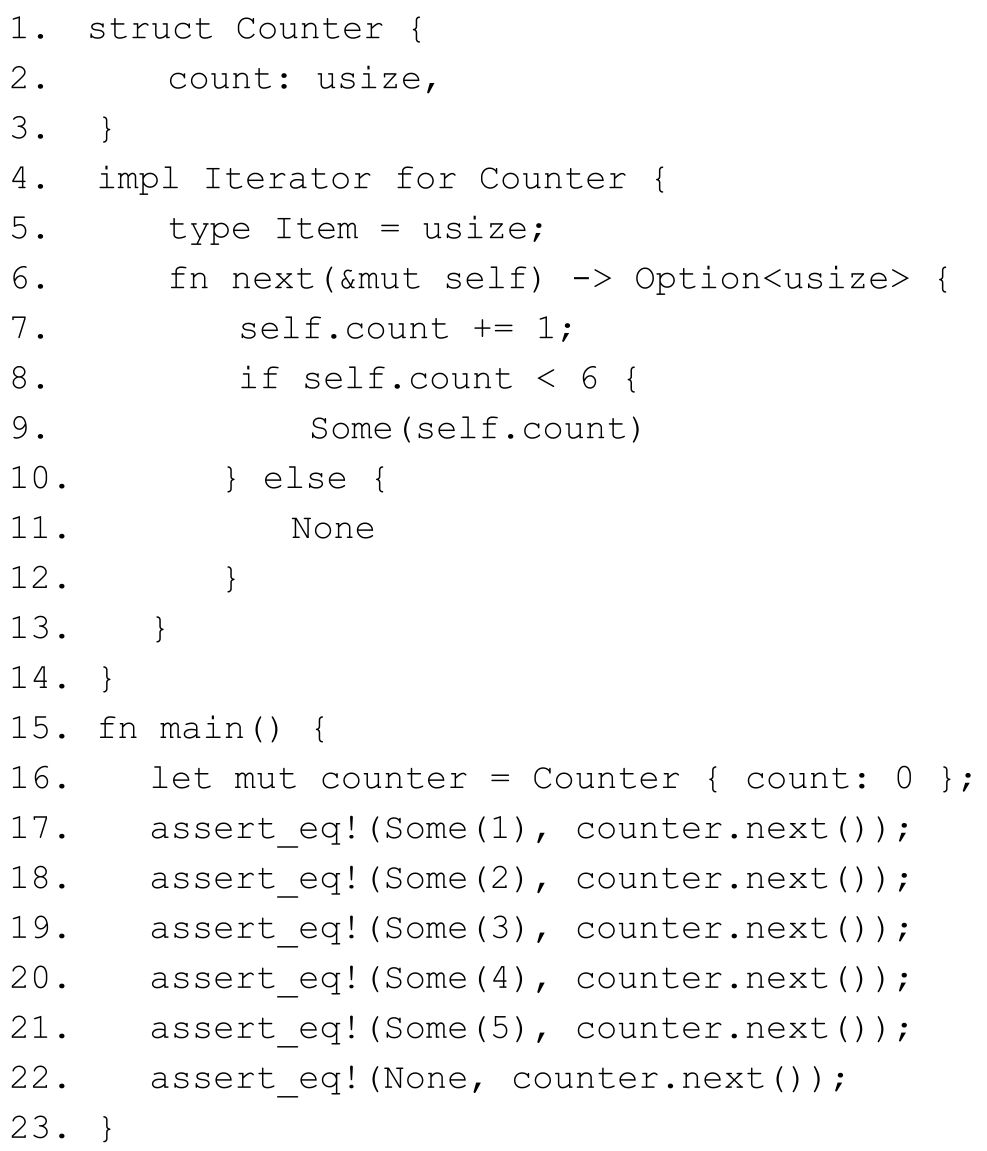 1. struct Counter {
2.     count: usize,
3. }
4. impl Iterator for Counter {
5.     type Item = usize;
6.     fn next(&mut self) -> Option<usize> {
7.         self.count += 1;
8.         if self.count < 6 {
9.             Some(self.count)
10.         } else {
11.             None
12.         }
13.     }
14. }
15. fn main() {
16.     let mut counter = Counter { count: 0 };
17.     assert_eq!(Some(1), counter.next());
18.     assert_eq!(Some(2), counter.next());
19.     assert_eq!(Some(3), counter.next());
20.     assert_eq!(Some(4), counter.next());
21.     assert_eq!(Some(5), counter.next());
22.     assert_eq!(None, counter.next());
23. }